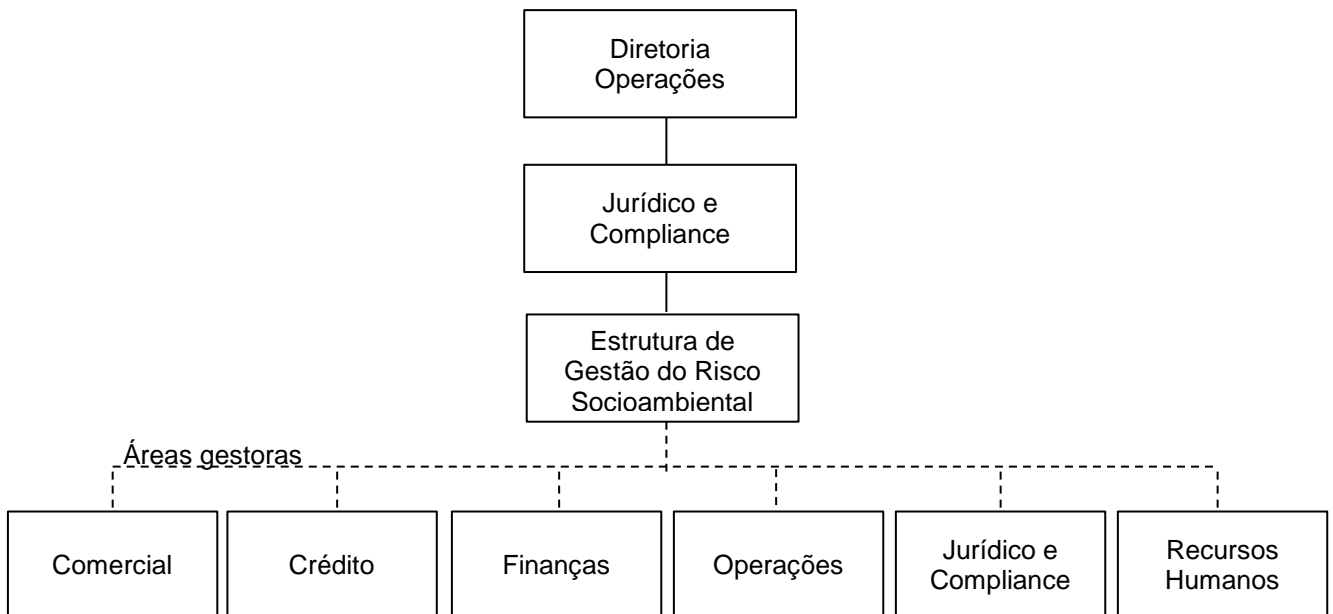 Diretoria
Operações
Jurídico e
Compliance
Estrutura de
Gestão do Risco
Socioambiental
Áreas gestoras
Comercial
Crédito
Finanças
Operações
Jurídico e
Compliance
Recursos
Humanos